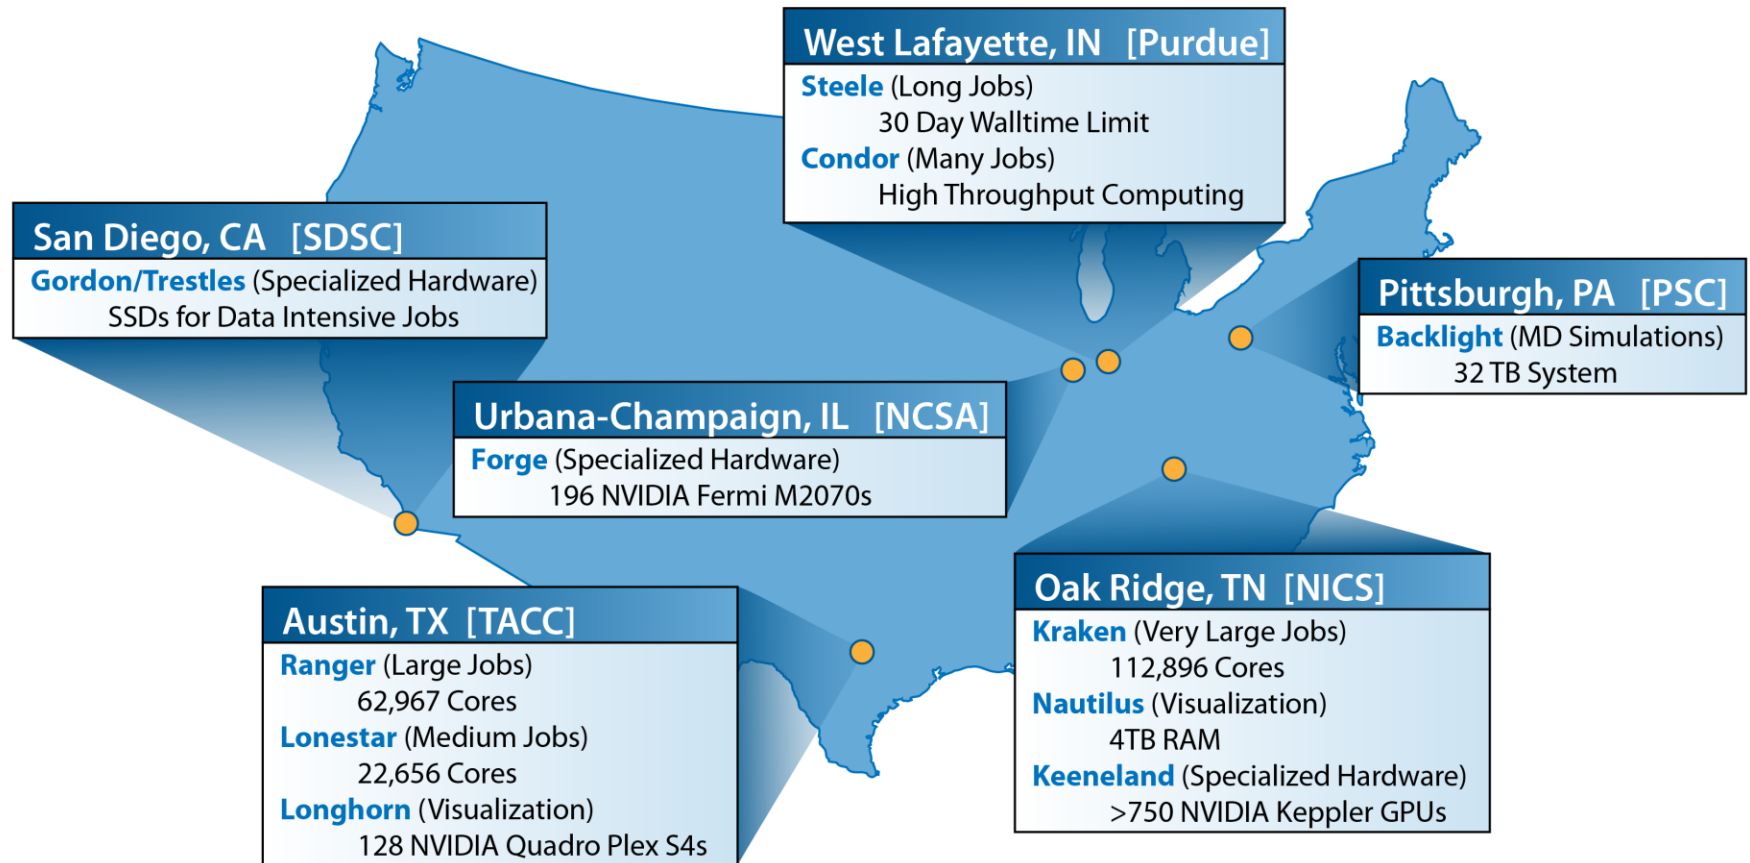 West Lafayette, IN [Purdue]
Steele (Long Jobs)
30 Day Walltime Limit
Condor (Many Jobs)
High Throughput Computing
San Diego, CA [SDSC]
Gordon/Trestles (Specialized Hardware)
SSDs for Data Intensive Jobs
Pittsburgh, PA [PSC]
Backlight (MD Simulations)
32 TB System
Urbana-Champaign, IL [NCSA]
Forge (Specialized Hardware)
196 NVIDIA Fermi M2070s
Austin, TX [TACC]
Ranger (Large Jobs)
62,967 Cores
Lonestar (Medium Jobs)
22,656 Cores
Longhorn (Visualization)
128 NVIDIA Quadro Plex S4s
Oak Ridge, TN [NICS]
Kraken (Very Large Jobs)
112,896 Cores
Nautilus (Visualization)
4TB RAM
Keeneland (Specialized Hardware)
>750 NVIDIA Keppler GPUs